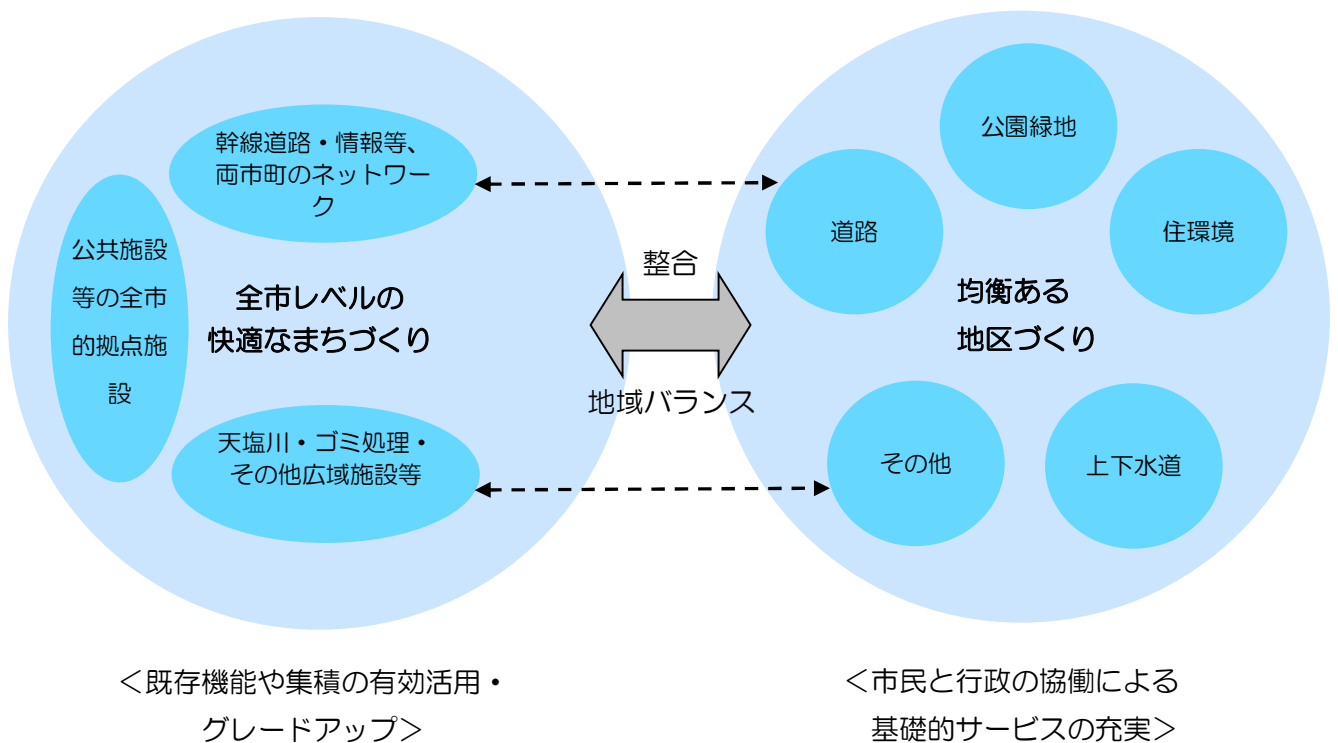 幹線道路・情報等、
両市町のネットワー
ク
公共施設
等の全市
的拠点施
設
全市レベルの
快適なまちづくり
天塩川・ゴミ処理・
その他広域施設等
整合
地域バランス
公園緑地
道路
住環境
均衡ある
地区づくり
その他
上下水道
＜既存機能や集積の有効活用・
グレードアップ＞
＜市民と行政の協働による
基礎的サービスの充実＞